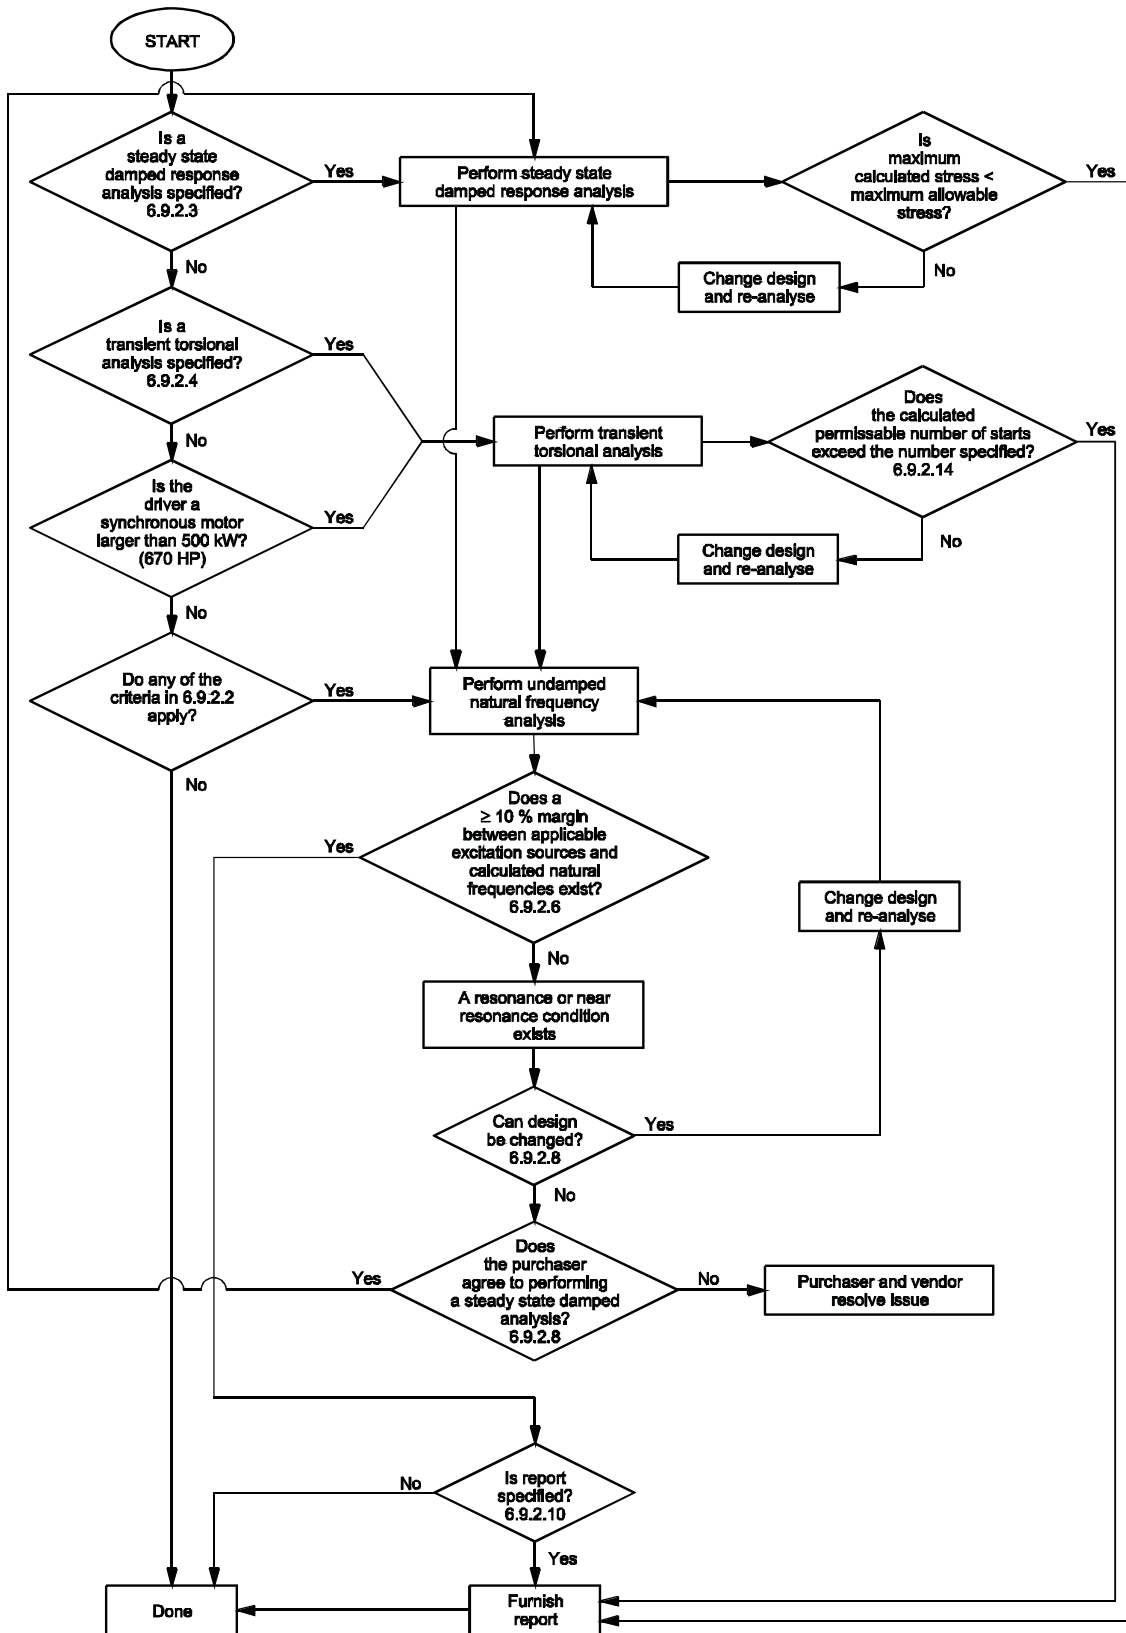 START
Is a
steady state
damped response
analysis specified?
6.9.2.3
Yes
Perform steady state
damped response analysis
Is
maximum
calculated stress <
maximum allowable
stress?
Yes
No
No
Change design
and re-analyse
Is a
transient torsional
analysis specified?
6.9.2.4
Yes
No
Perform transient
torsional analysis
Does
the calculated
permissable number of starts
exceed the number specified?
6.9.2.14
Yes
No
Change design
and re-analyse
Is the
driver a
synchronous motor
larger than 500 kW?
(670 HP)
Yes
No
Do any of the
criteria in 6.9.2.2
apply?
Yes
No
Perform undamped
natural frequency
analysis
Does a
≥ 10 % margin
between applicable
excitation sources and
calculated natural
frequencies exist?
6.9.2.6
Yes
No
Change design
and re-analyse
A resonance or near
resonance condition
exists
Can design
be changed?
6.9.2.8
Yes
No
Does
the purchaser
agree to performing
a steady state damped
analysis?
6.9.2.8
Yes
No
Purchaser and vendor
resolve issue
Is report
specified?
6.9.2.10
No
Yes
Done
Furnish
report